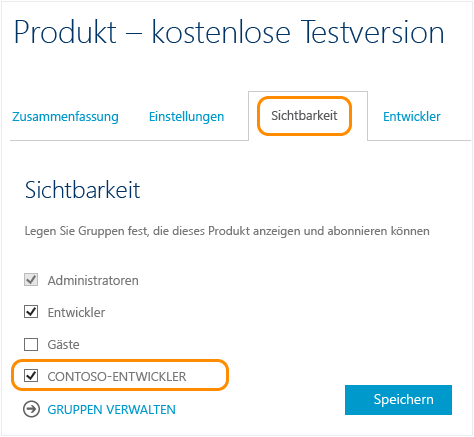 Produkt – kostenlose Testversion
Zusammenfassung Einstellungen Sichtbarkeit Entwickler
Sichtbarkeit
Legen Sie Gruppen fest, die dieses Produkt anzeigen und abonnieren können
Administratoren
Entwickler
Gäste
CONTOSO-ENTWICKLER
GRUPPEN VERWALTEN
Speichern